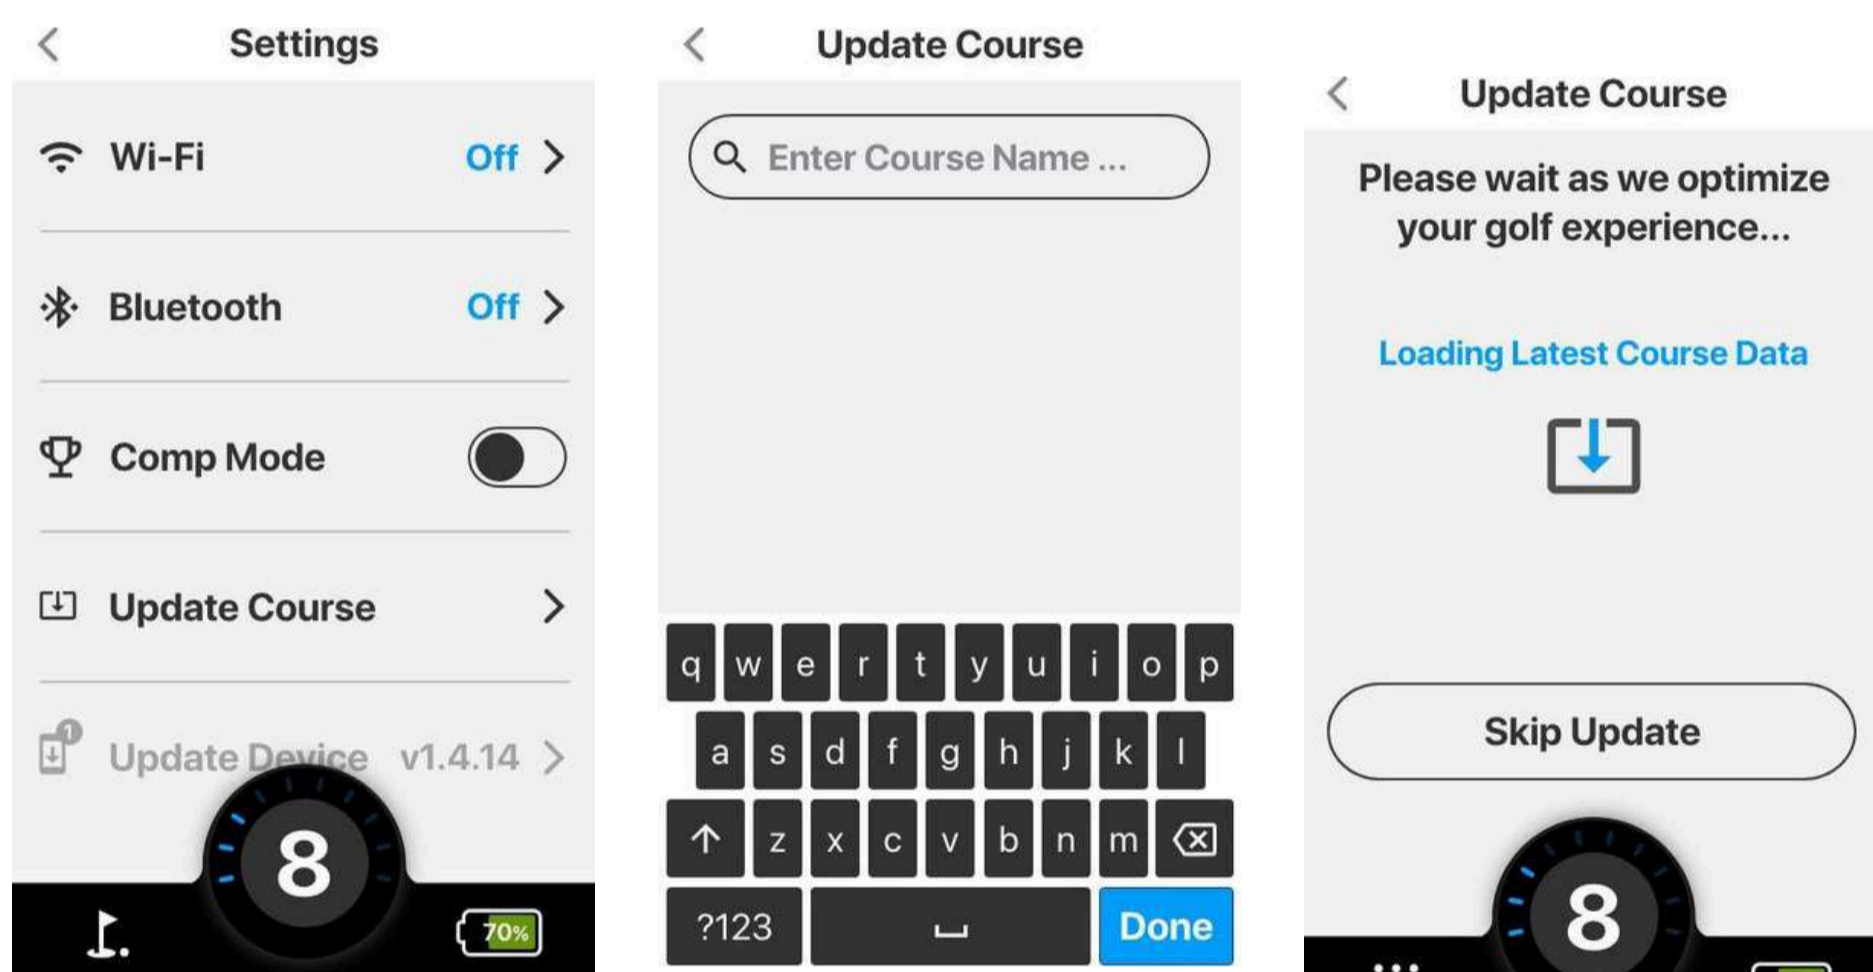 Settings
Wi-Fi Off
Bluetooth Off
Comp Mode
Update Course
1
Update Device v1.4.14
8
70%
Update Course
Enter Course Name ...
q w e r t y u i o p
a s d f g h j k l
z x c v b n m
?123 Done
Update Course
Please wait as we optimize
your golf experience...
Loading Latest Course Data
Skip Update
8